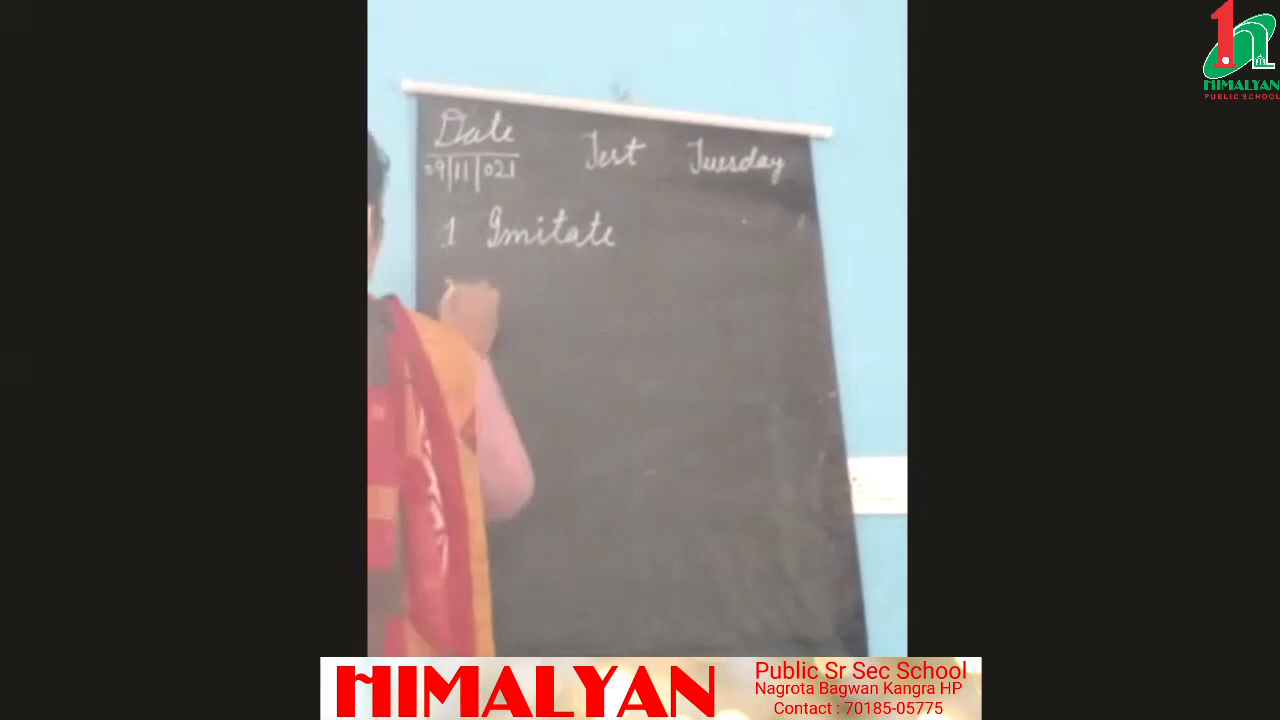 Date Test Tuesday
09/11/021
1 Imitate
HIMALYAN
PUBLIC SCHOOL
HIMALYAN
Public Sr Sec School
Nagrota Bagwan Kangra HP
Contact : 70185-05775